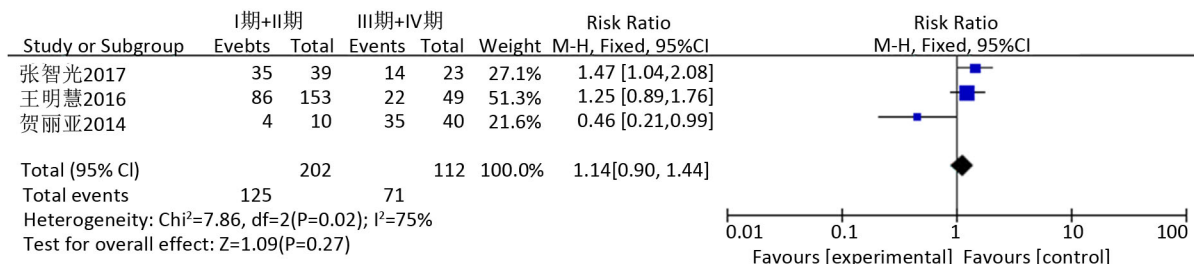 I期+II期 III期+IV期 Risk Ratio Risk Ratio
Study or Subgroup Evebts Total Events Total Weight M-H, Fixed, 95%CI M-H, Fixed, 95%CI
张智光2017 35 39 14 23 27.1% 1.47 [1.04,2.08]
王明慧2016 86 153 22 49 51.3% 1.25 [0.89,1.76]
贺丽亚2014 4 10 35 40 21.6% 0.46 [0.21,0.99]
Total (95% Cl) 202 112 100.0% 1.14[0.90, 1.44]
Total events 125 71
Heterogeneity: Chi²=7.86, df=2(P=0.02); I²=75%
Test for overall effect: Z=1.09(P=0.27)
0.01 0.1 1 10 100
Favours [experimental] Favours [control]